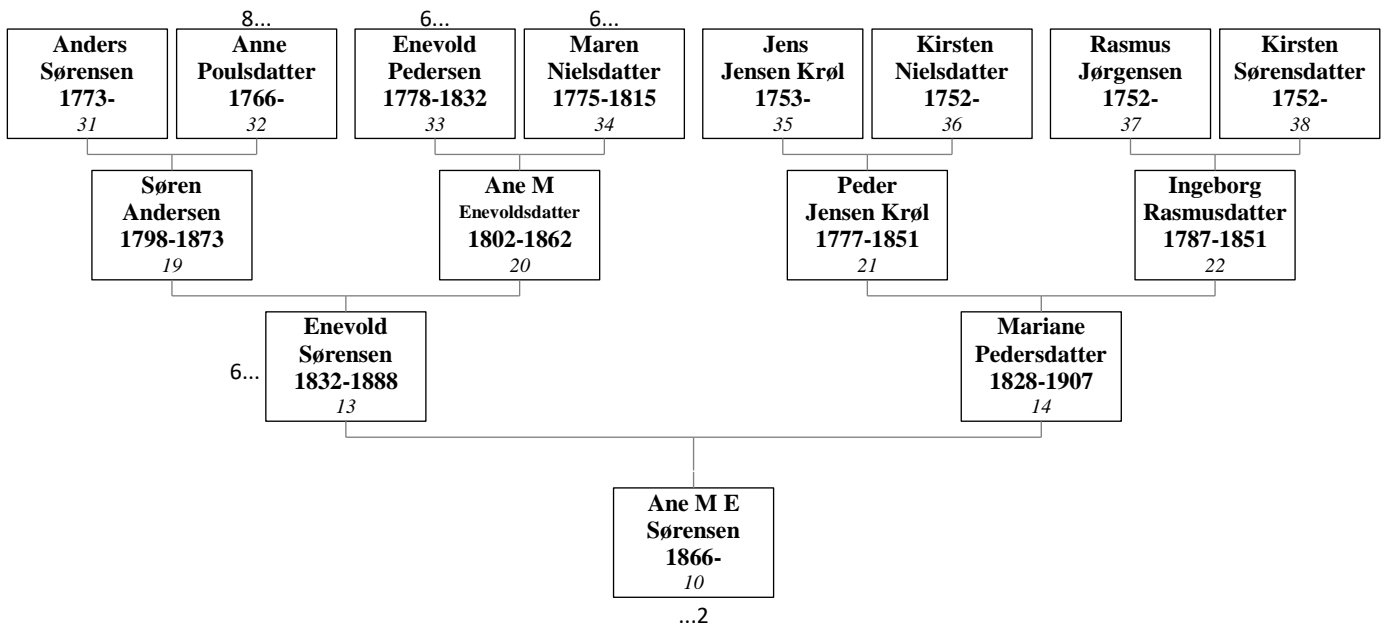 8...
6...
6...
Anders
Sørensen
1773-
31
Anne
Poulsdatter
1766-
32
Enevold
Pedersen
1778-1832
33
Maren
Nielsdatter
1775-1815
34
Jens
Jensen Krøl
1753-
35
Kirsten
Nielsdatter
1752-
36
Rasmus
Jørgensen
1752-
37
Kirsten
Sørensdatter
1752-
38
Søren
Andersen
1798-1873
19
Ane M
Enevoldsdatter
1802-1862
20
Peder
Jensen Krøl
1777-1851
21
Ingeborg
Rasmusdatter
1787-1851
22
6...
Enevold
Sørensen
1832-1888
13
Mariane
Pedersdatter
1828-1907
14
Ane M E
Sørensen
1866-
10
...2